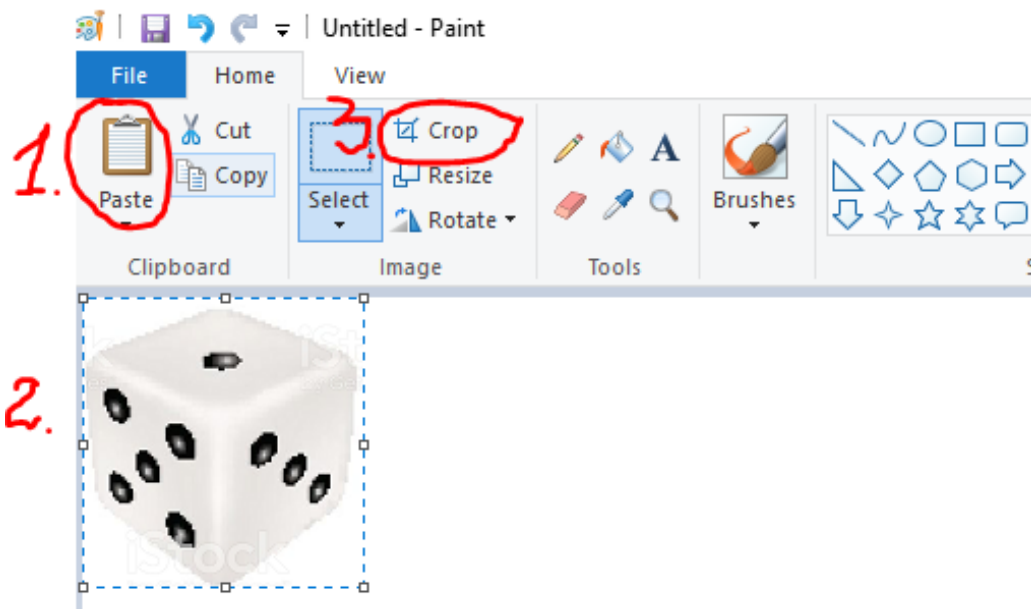 Untitled - Paint
File Home View
1. Paste Cut Copy
Select 3. Crop
Resize
Rotate
Brushes
Clipboard Image Tools
2.
iStock